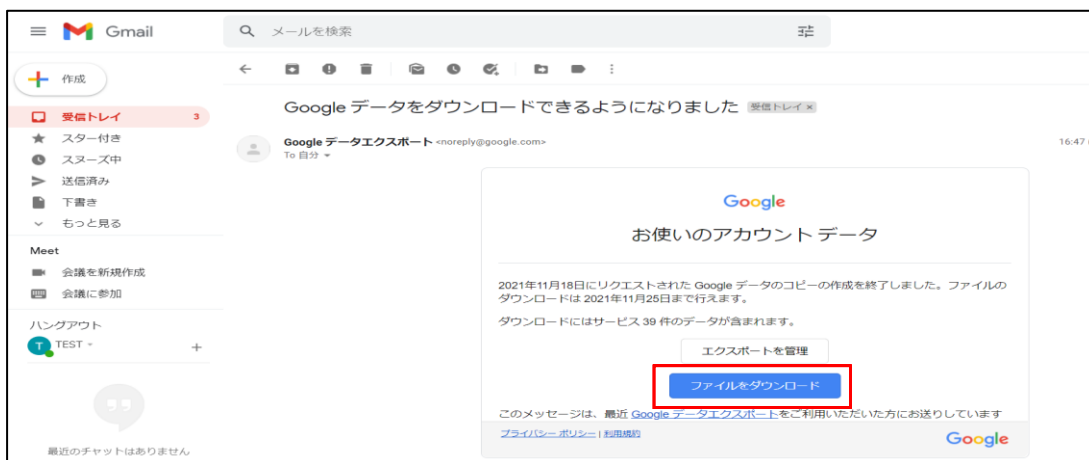 Gmail
メールを検索
作成
受信トレイ 3
スター付き
スヌーズ中
送信済み
下書き
もっと見る
Meet
会議を新規作成
会議に参加
ハングアウト
T TEST
最近のチャットはありません
Google データをダウンロードできるようになりました 受信トレイ ×
Google データエクスポート <noreply@google.com>
To 自分
16:47
Google
お使いのアカウント データ
2021年11月18日にリクエストされた Google データのコピーの作成を終了しました。ファイルの
ダウンロードは 2021年11月25日まで行えます。
ダウンロードにはサービス 39 件のデータが含まれます。
エクスポートを管理
ファイルをダウンロード
このメッセージは、最近 Google データエクスポートをご利用いただいた方にお送りしています
プライバシー ポリシー | 利用規約
Google